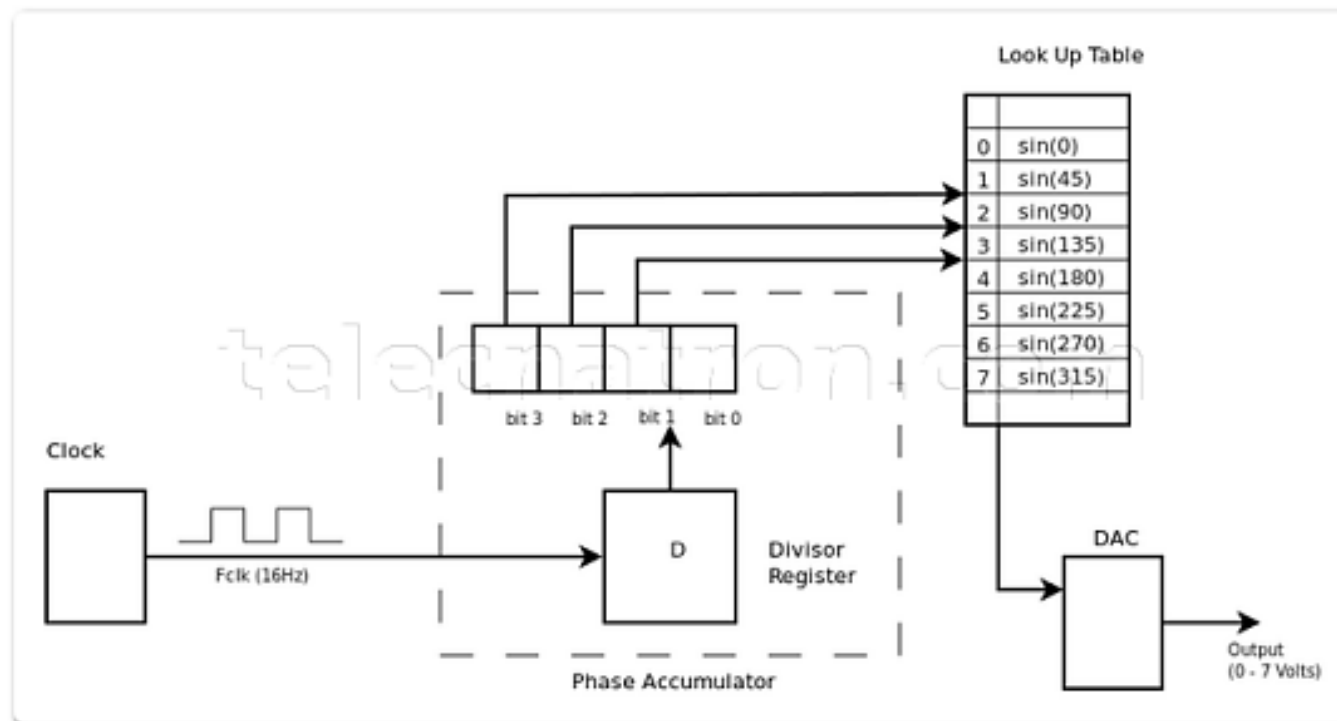 Look Up Table
0 sin(0)
1 sin(45)
2 sin(90)
3 sin(135)
4 sin(180)
5 sin(225)
6 sin(270)
7 sin(315)
telecnatron.com
bit 3 bit 2 bit 1 bit 0
Clock
Fclk (16Hz)
D
Divisor
Register
DAC
Output
(0 - 7 Volts)
Phase Accumulator